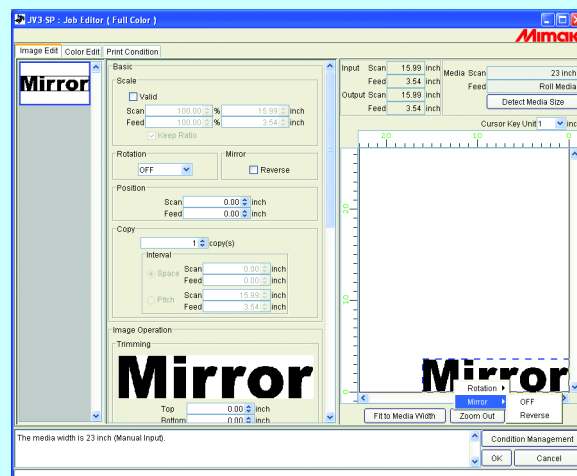 JV3-SP : Job Editor ( Full Color )
Mimak
Image Edit Color Edit Print Condition
Mirror
Basic
Scale
Valid
Scan 100.00 % 15.99 inch
Feed 100.00 % 3.54 inch
Keep Ratio
Rotation Mirror
OFF Reverse
Position
Scan 0.00 inch
Feed 0.00 inch
Copy
1 copy(s)
Interval
Space Scan 0.00 inch
Feed 0.00 inch
Pitch Scan 15.99 inch
Feed 3.54 inch
Image Operation
Trimming
Mirror
Top 0.00 inch
Bottom 0.00 inch
Input Scan 15.99 inch
Feed 3.54 inch
Output Scan 15.99 inch
Feed 3.54 inch
Media Scan 23 inch
Feed Roll Media
Detect Media Size
Cursor Key Unit 1 inc
20 10 0
20
10
0
Mirror
Rotation
Mirror OFF
Reverse
Fit to Media Width Zoom Out
The media width is 23 inch (Manual Input).
Condition Management
OK Cancel